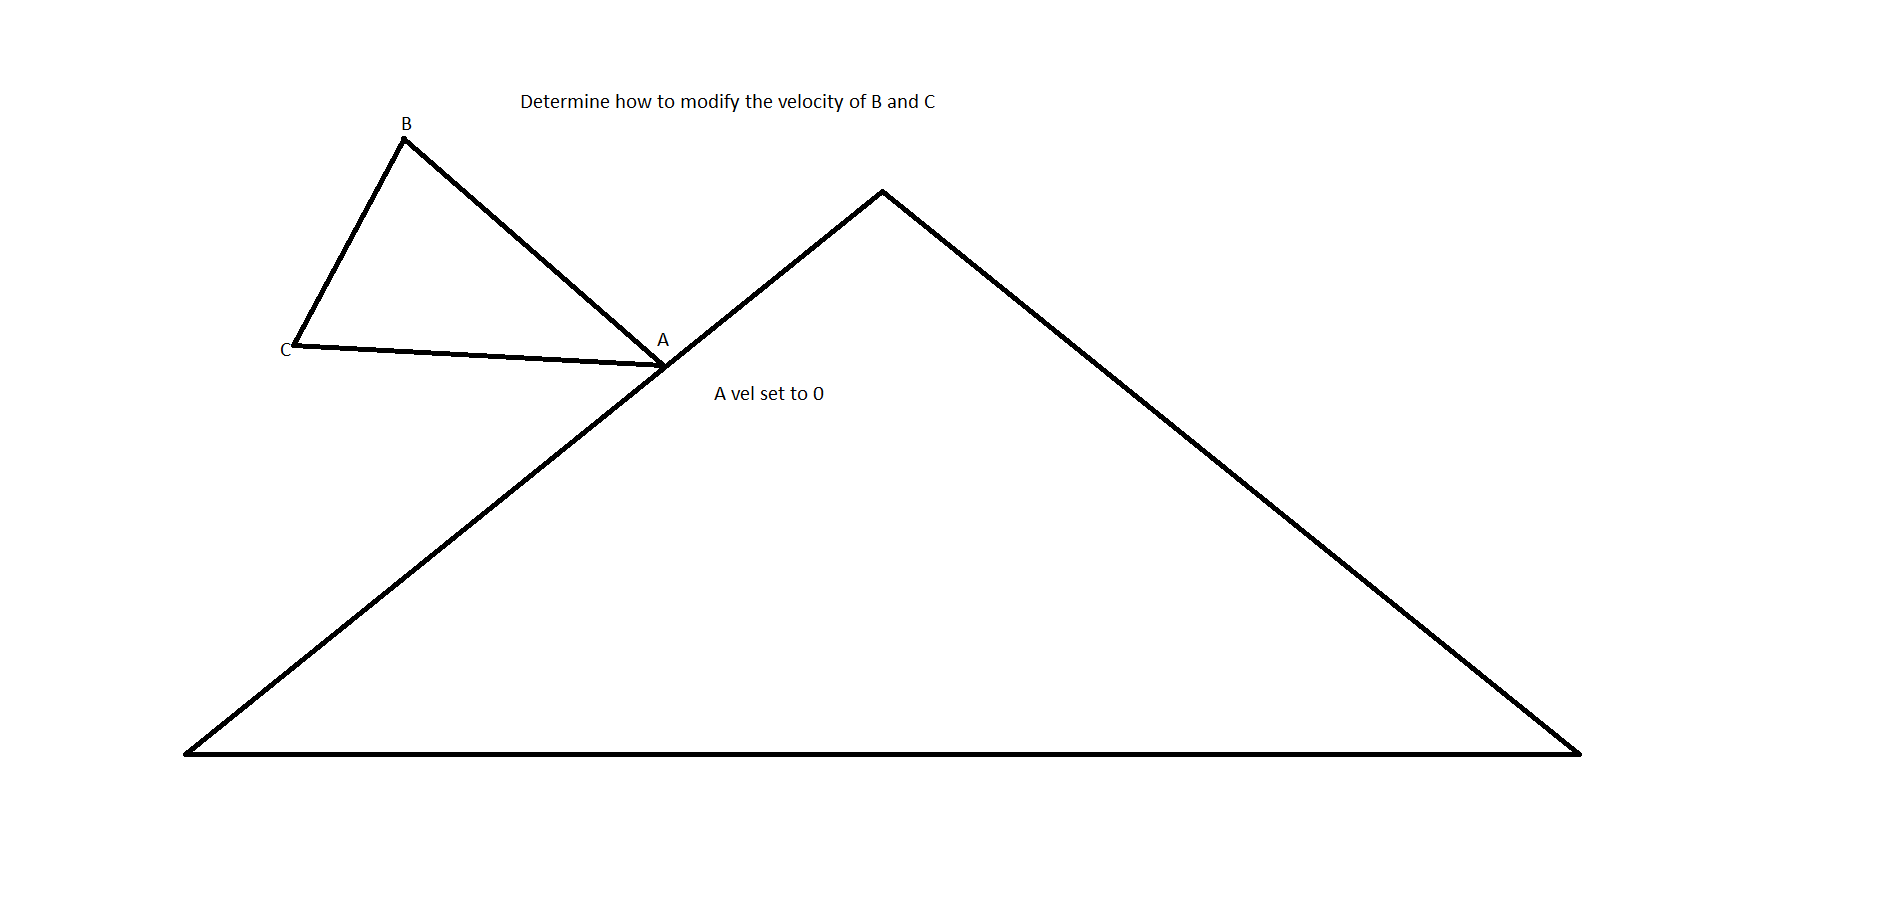 Determine how to modify the velocity of B and C
B
A
C
A vel set to 0